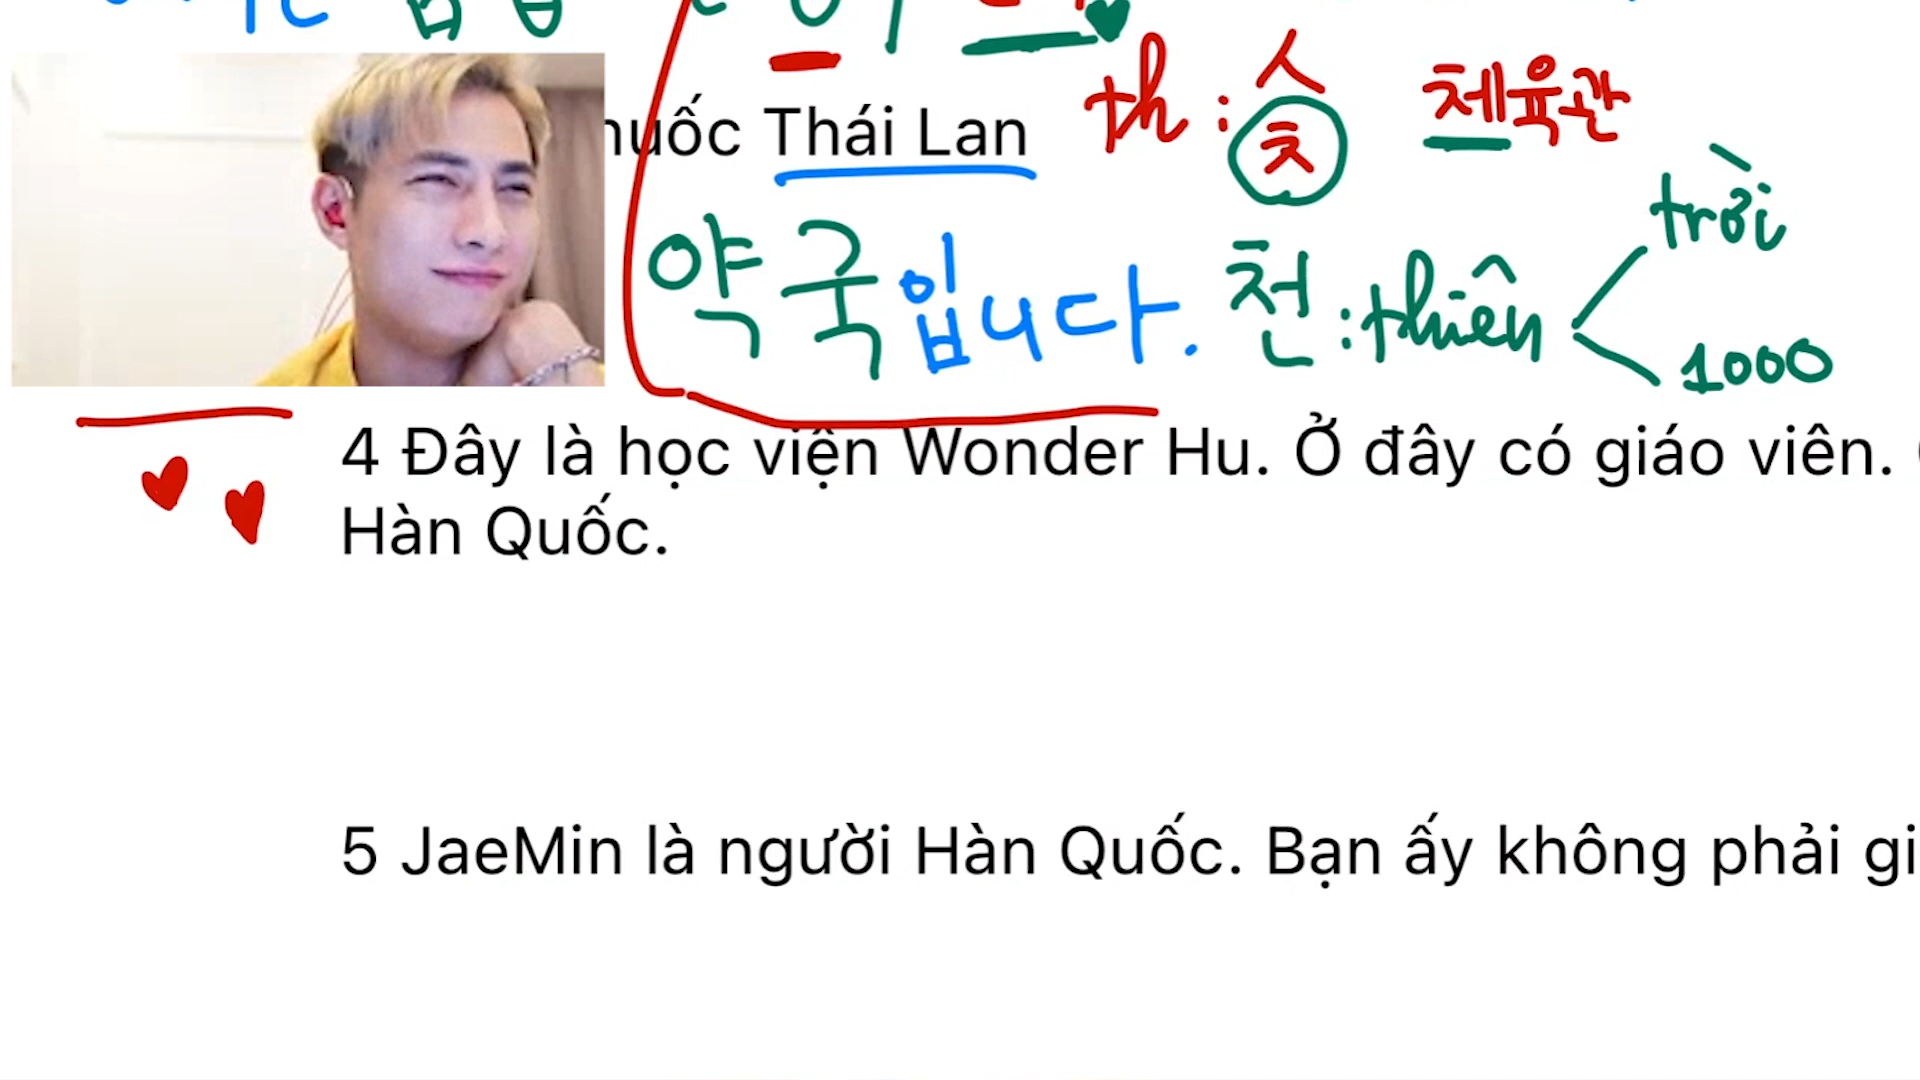 th : ㅅ ㅊ 체육관
Thái Lan
trời
약국입니다. 천 : thiên
1000
4 Đây là học viện Wonder Hu. Ở đây có giáo viên.
Hàn Quốc.
5 JaeMin là người Hàn Quốc. Bạn ấy không phải